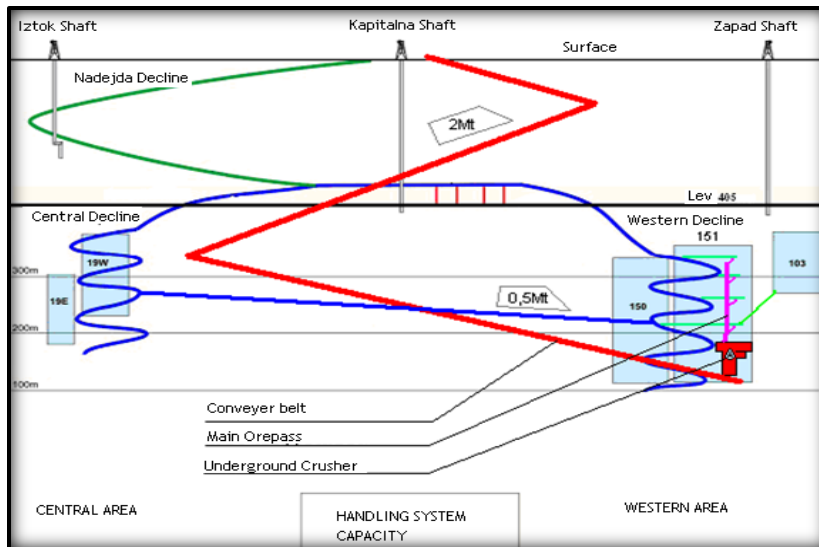 Iztok Shaft
Kapitalna Shaft
Zapad Shaft
Surface
Nadejda Decline
2Mt
Lev 405
Central Decline
Western Decline
151
19W
103
300m
19E
0,5Mt
150
200m
100m
Conveyer belt
Main Orepass
Underground Crusher
CENTRAL AREA
WESTERN AREA
HANDLING SYSTEM
CAPACITY